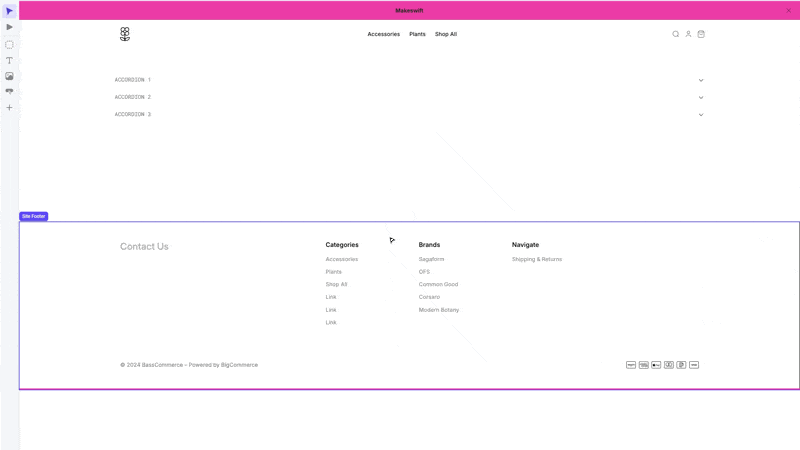 Makeswift
Accessories Plants Shop All
ACCORDION 1
ACCORDION 2
ACCORDION 3
Site Footer
Contact Us
Categories
Accessories
Plants
Shop All
Link
Link
Link
Brands
Sagaform
OFS
Common Good
Corsaro
Modern Botany
Navigate
Shipping & Returns
© 2024 BassCommerce – Powered by BigCommerce